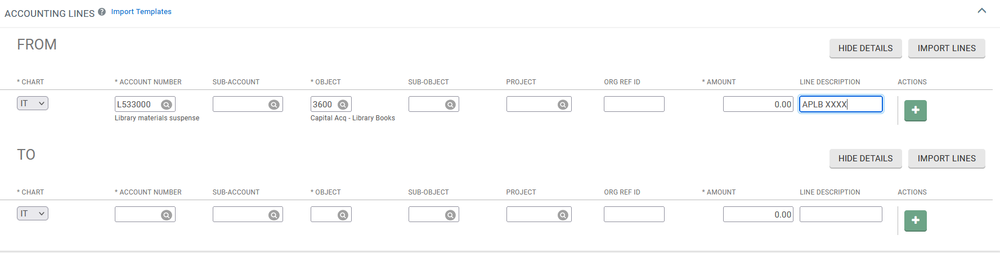 ACCOUNTING LINES ? Import Templates
FROM
HIDE DETAILS IMPORT LINES
* CHART * ACCOUNT NUMBER SUB-ACCOUNT * OBJECT SUB-OBJECT PROJECT ORG REF ID * AMOUNT LINE DESCRIPTION ACTIONS
IT L533000 3600 0.00 APLB XXXX +
Library materials suspense Capital Acq - Library Books
TO
HIDE DETAILS IMPORT LINES
* CHART * ACCOUNT NUMBER SUB-ACCOUNT * OBJECT SUB-OBJECT PROJECT ORG REF ID * AMOUNT LINE DESCRIPTION ACTIONS
IT 0.00 +